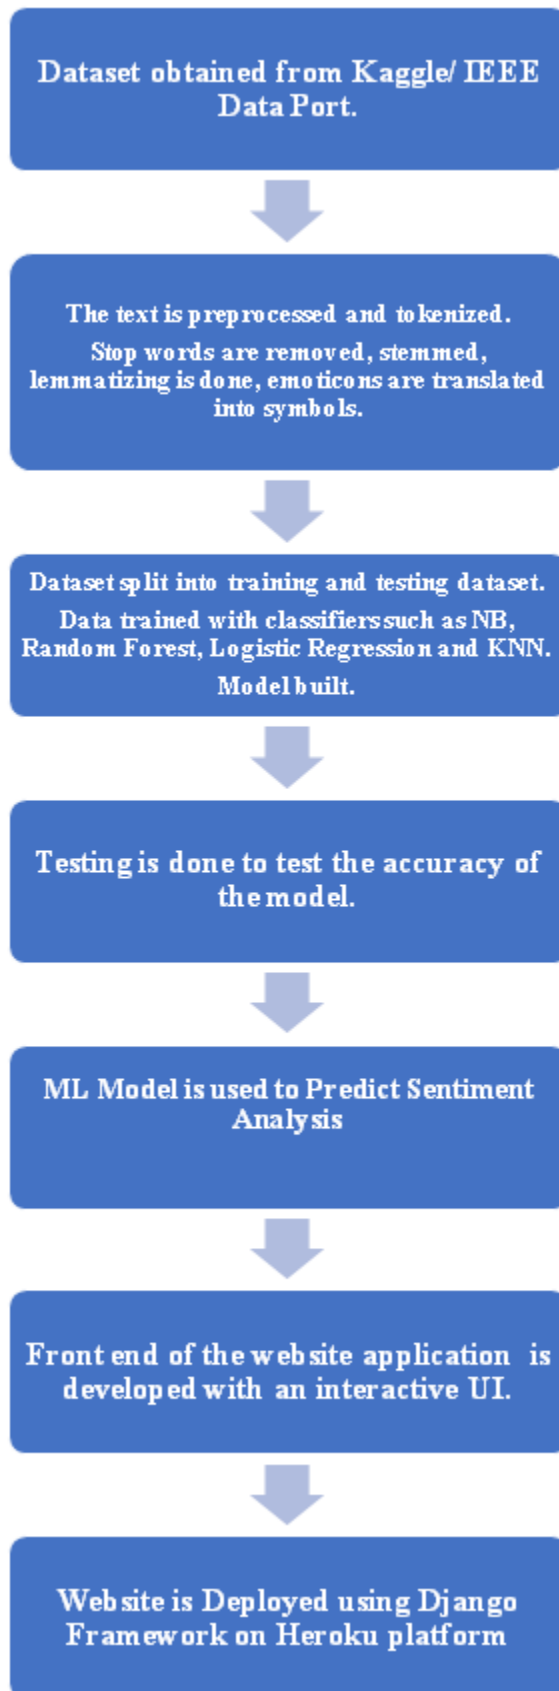 Dataset obtained from Kaggle/ IEEE
Data Port.
The text is preprocessed and tokenized.
Stop words are removed, stemmed,
lemmatizing is done, emoticons are translated
into symbols.
Dataset split into training and testing dataset.
Data trained with classifiers such as NB,
Random Forest, Logistic Regression and KNN.
Model built.
Testing is done to test the accuracy of
the model.
ML Model is used to Predict Sentiment
Analysis
Front end of the website application is
developed with an interactive UI.
Website is Deployed using Django
Framework on Heroku platform